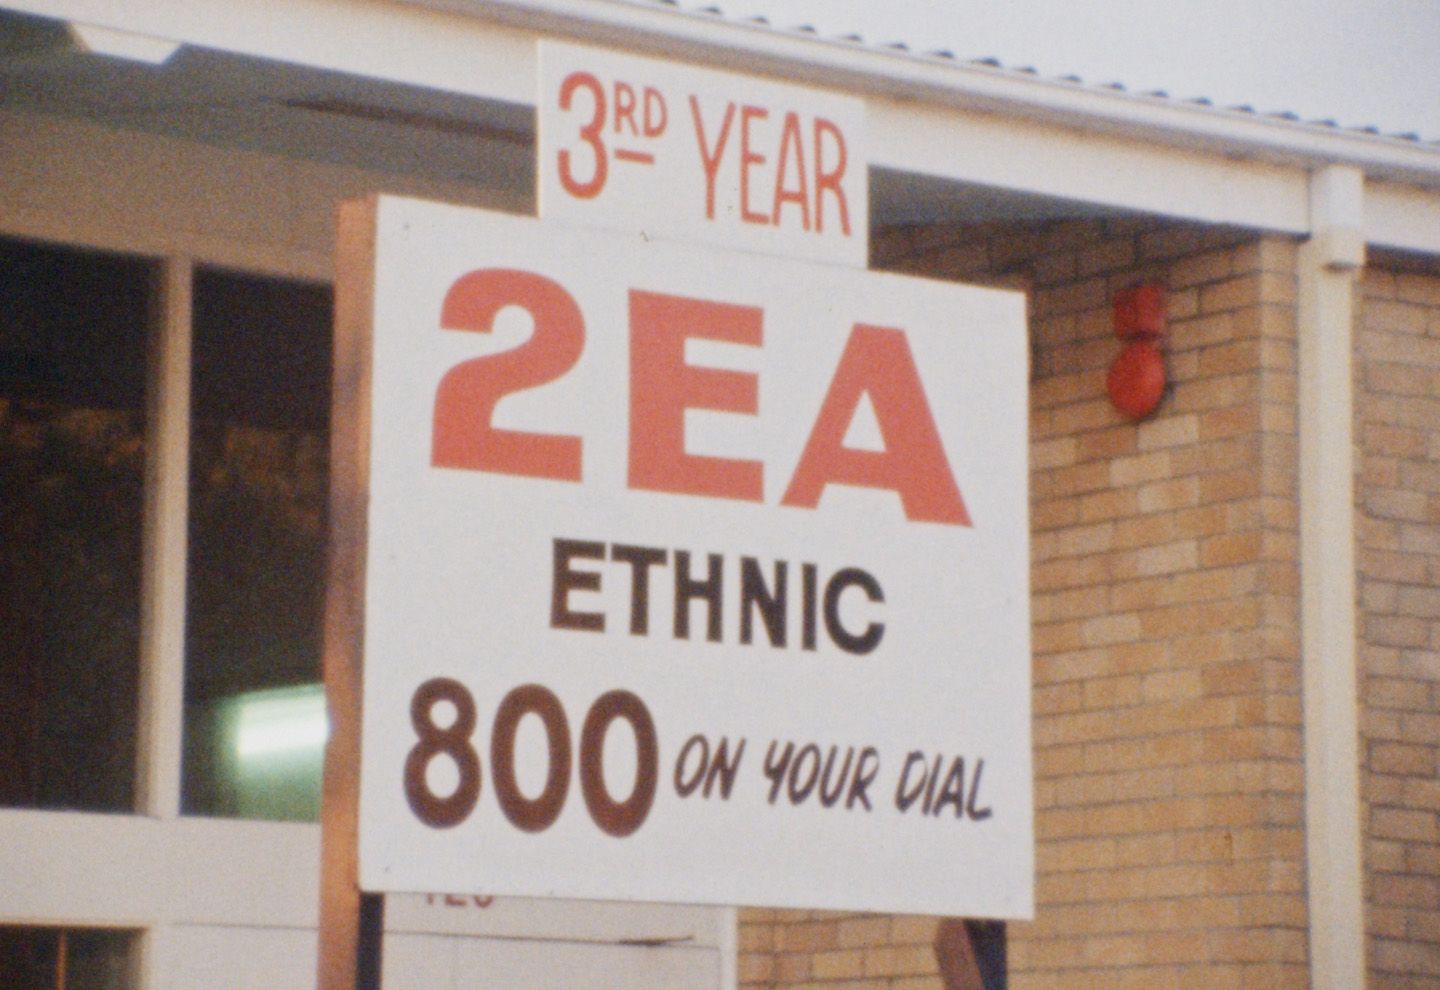 3RD YEAR
2EA
ETHNIC
800 ON YOUR DIAL